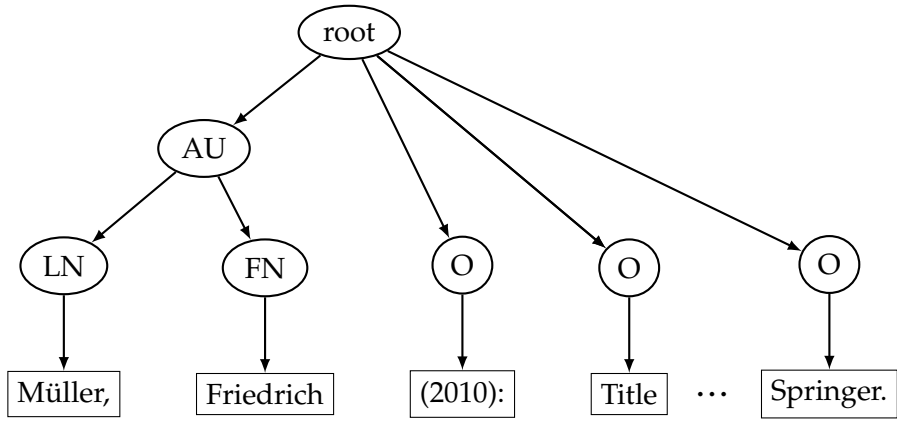 root
AU
LN FN O O O
Müller, Friedrich (2010): Title ⋯ Springer.